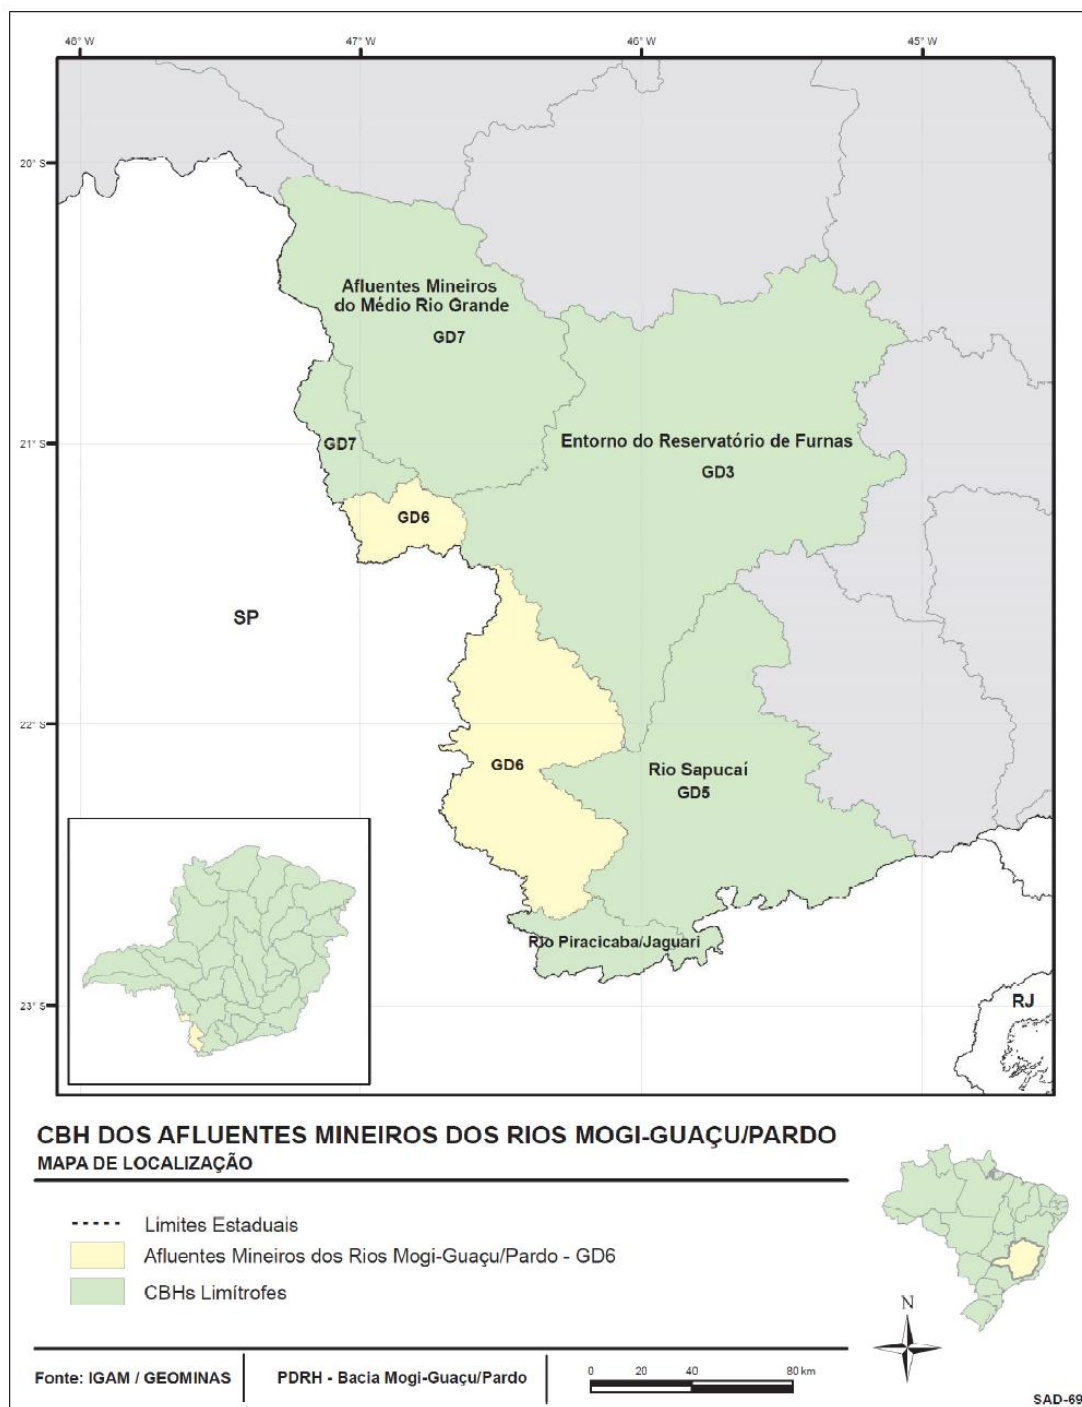 48° W
47° W
46° W
45° W
20° S
Afluentes Mineiros
do Médio Rio Grande
GD7
21° S
GD7
Entorno do Reservatório de Furnas
GD3
GD6
SP
22° S
GD6
Rio Sapucaí
GD5
Rio Piracicaba/Jaguari
23° S
RJ
CBH DOS AFLUENTES MINEIROS DOS RIOS MOGI-GUAÇU/PARDO
MAPA DE LOCALIZAÇÃO
Limites Estaduais
Afluentes Mineiros dos Rios Mogi-Guaçu/Pardo - GD6
CBHs Limítrofes
N
Fonte: IGAM / GEOMINAS
PDRH - Bacia Mogi-Guaçu/Pardo
0 20 40 80 km
SAD-69